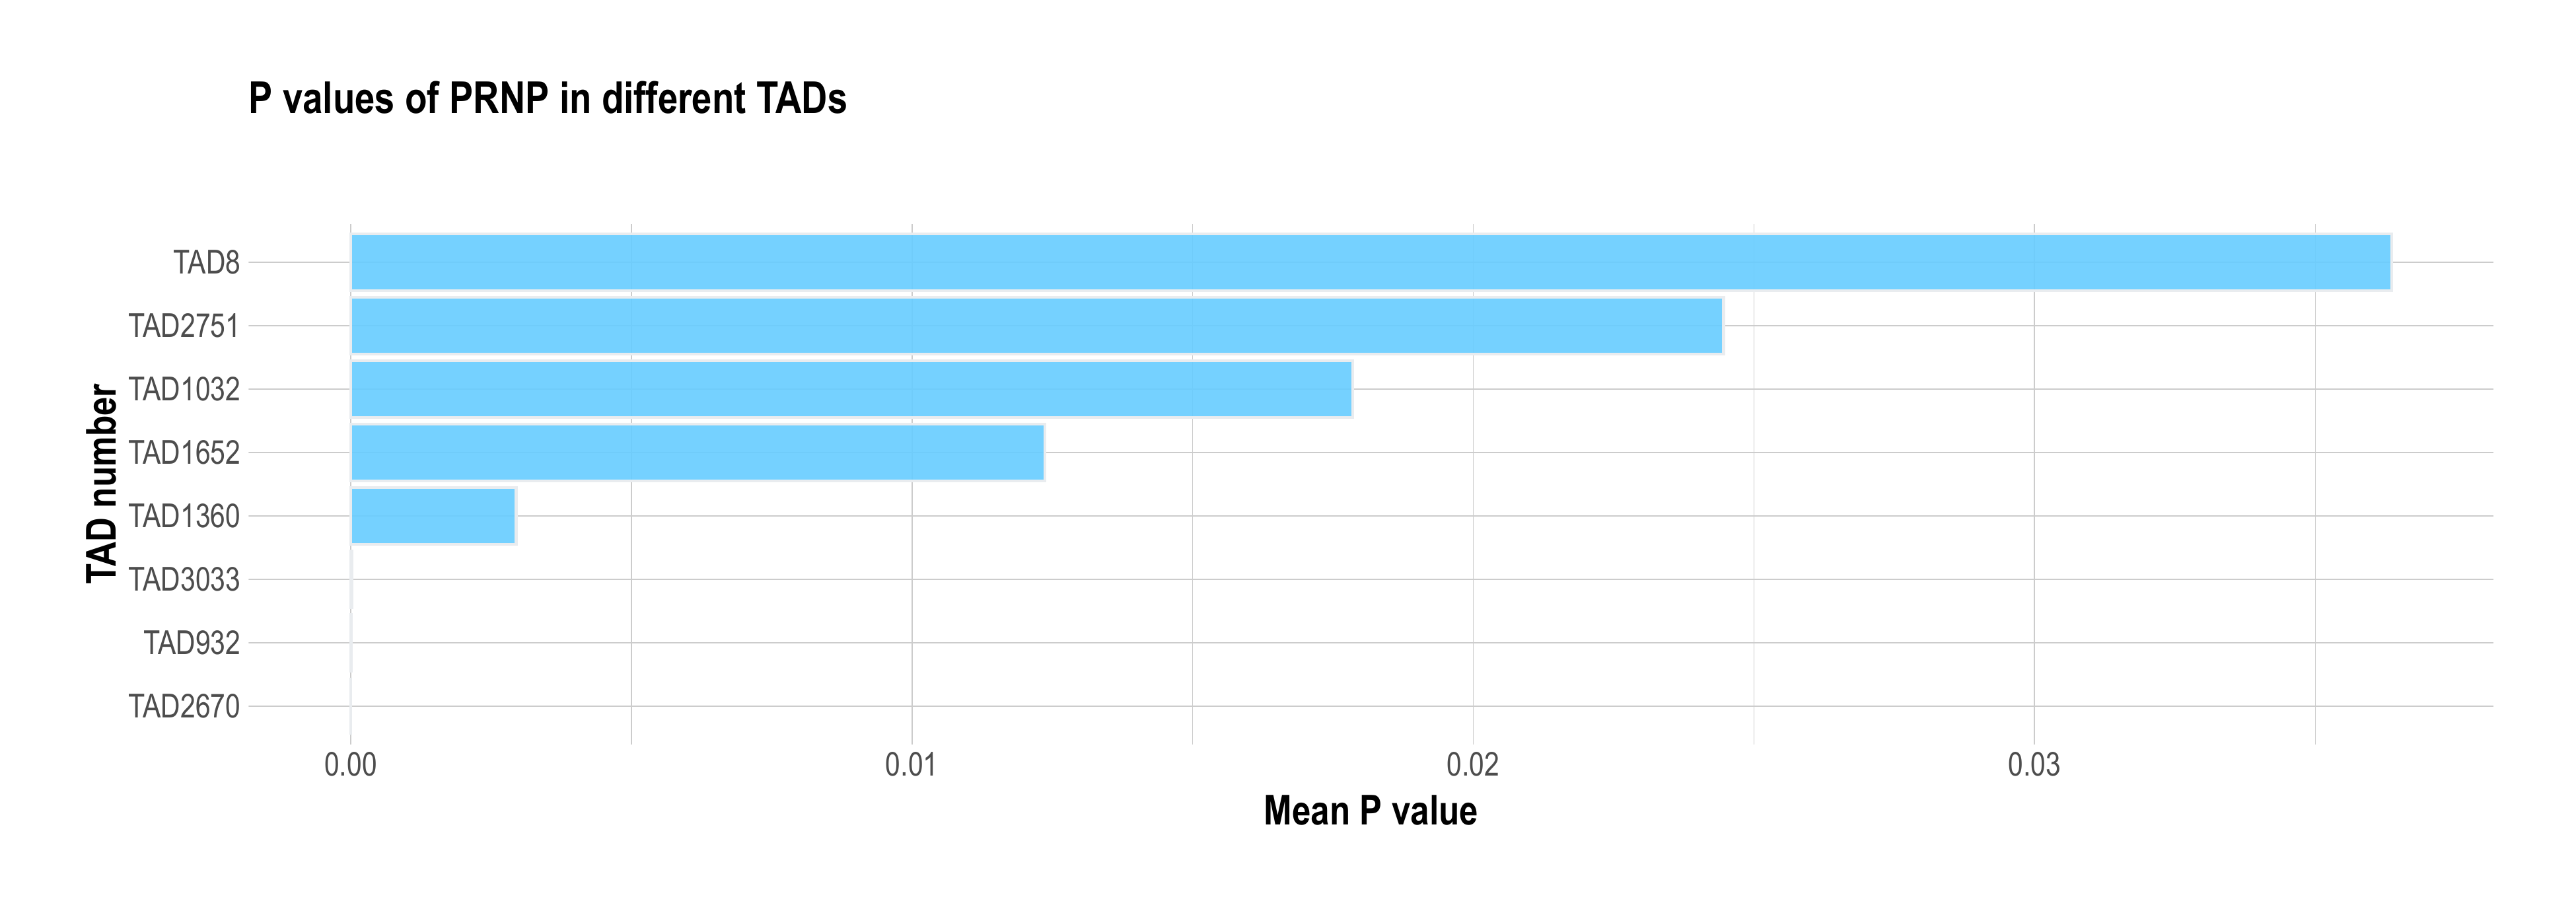 P values of PRNP in different TADs
TAD number
TAD8
TAD2751
TAD1032
TAD1652
TAD1360
TAD3033
TAD932
TAD2670
0.00 0.01 0.02 0.03
Mean P value